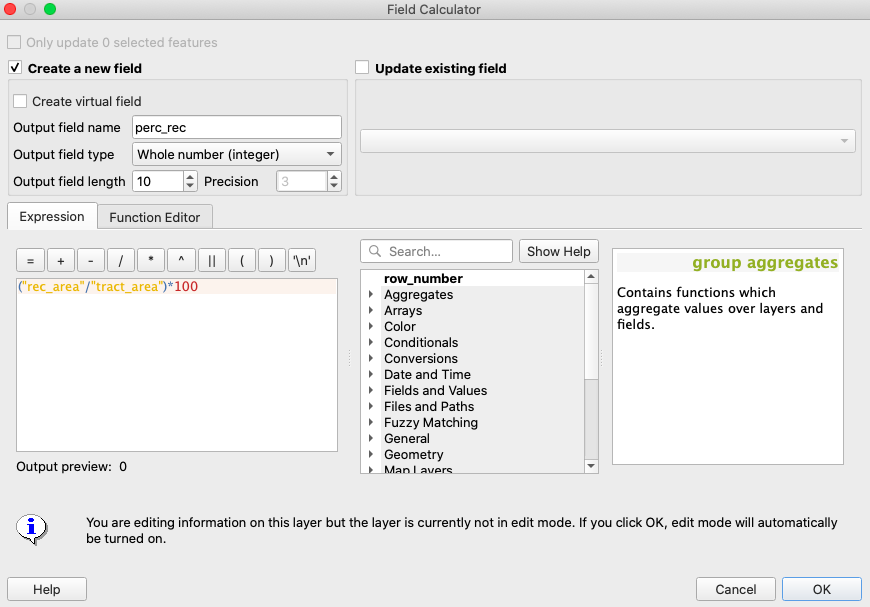 Field Calculator
Only update 0 selected features
Create a new field
Update existing field
Create virtual field
Output field name perc_rec
Output field type Whole number (integer)
Output field length 10 Precision 3
Expression Function Editor
= + - / * ^ || ( ) '\n'
Search... Show Help
("rec_area"/"tract_area")*100
row_number
Aggregates
Arrays
Color
Conditionals
Conversions
Date and Time
Fields and Values
Files and Paths
Fuzzy Matching
General
Geometry
Map Layers
group aggregates
Contains functions which
aggregate values over layers and
fields.
Output preview: 0
You are editing information on this layer but the layer is currently not in edit mode. If you click OK, edit mode will automatically
be turned on.
Help Cancel OK